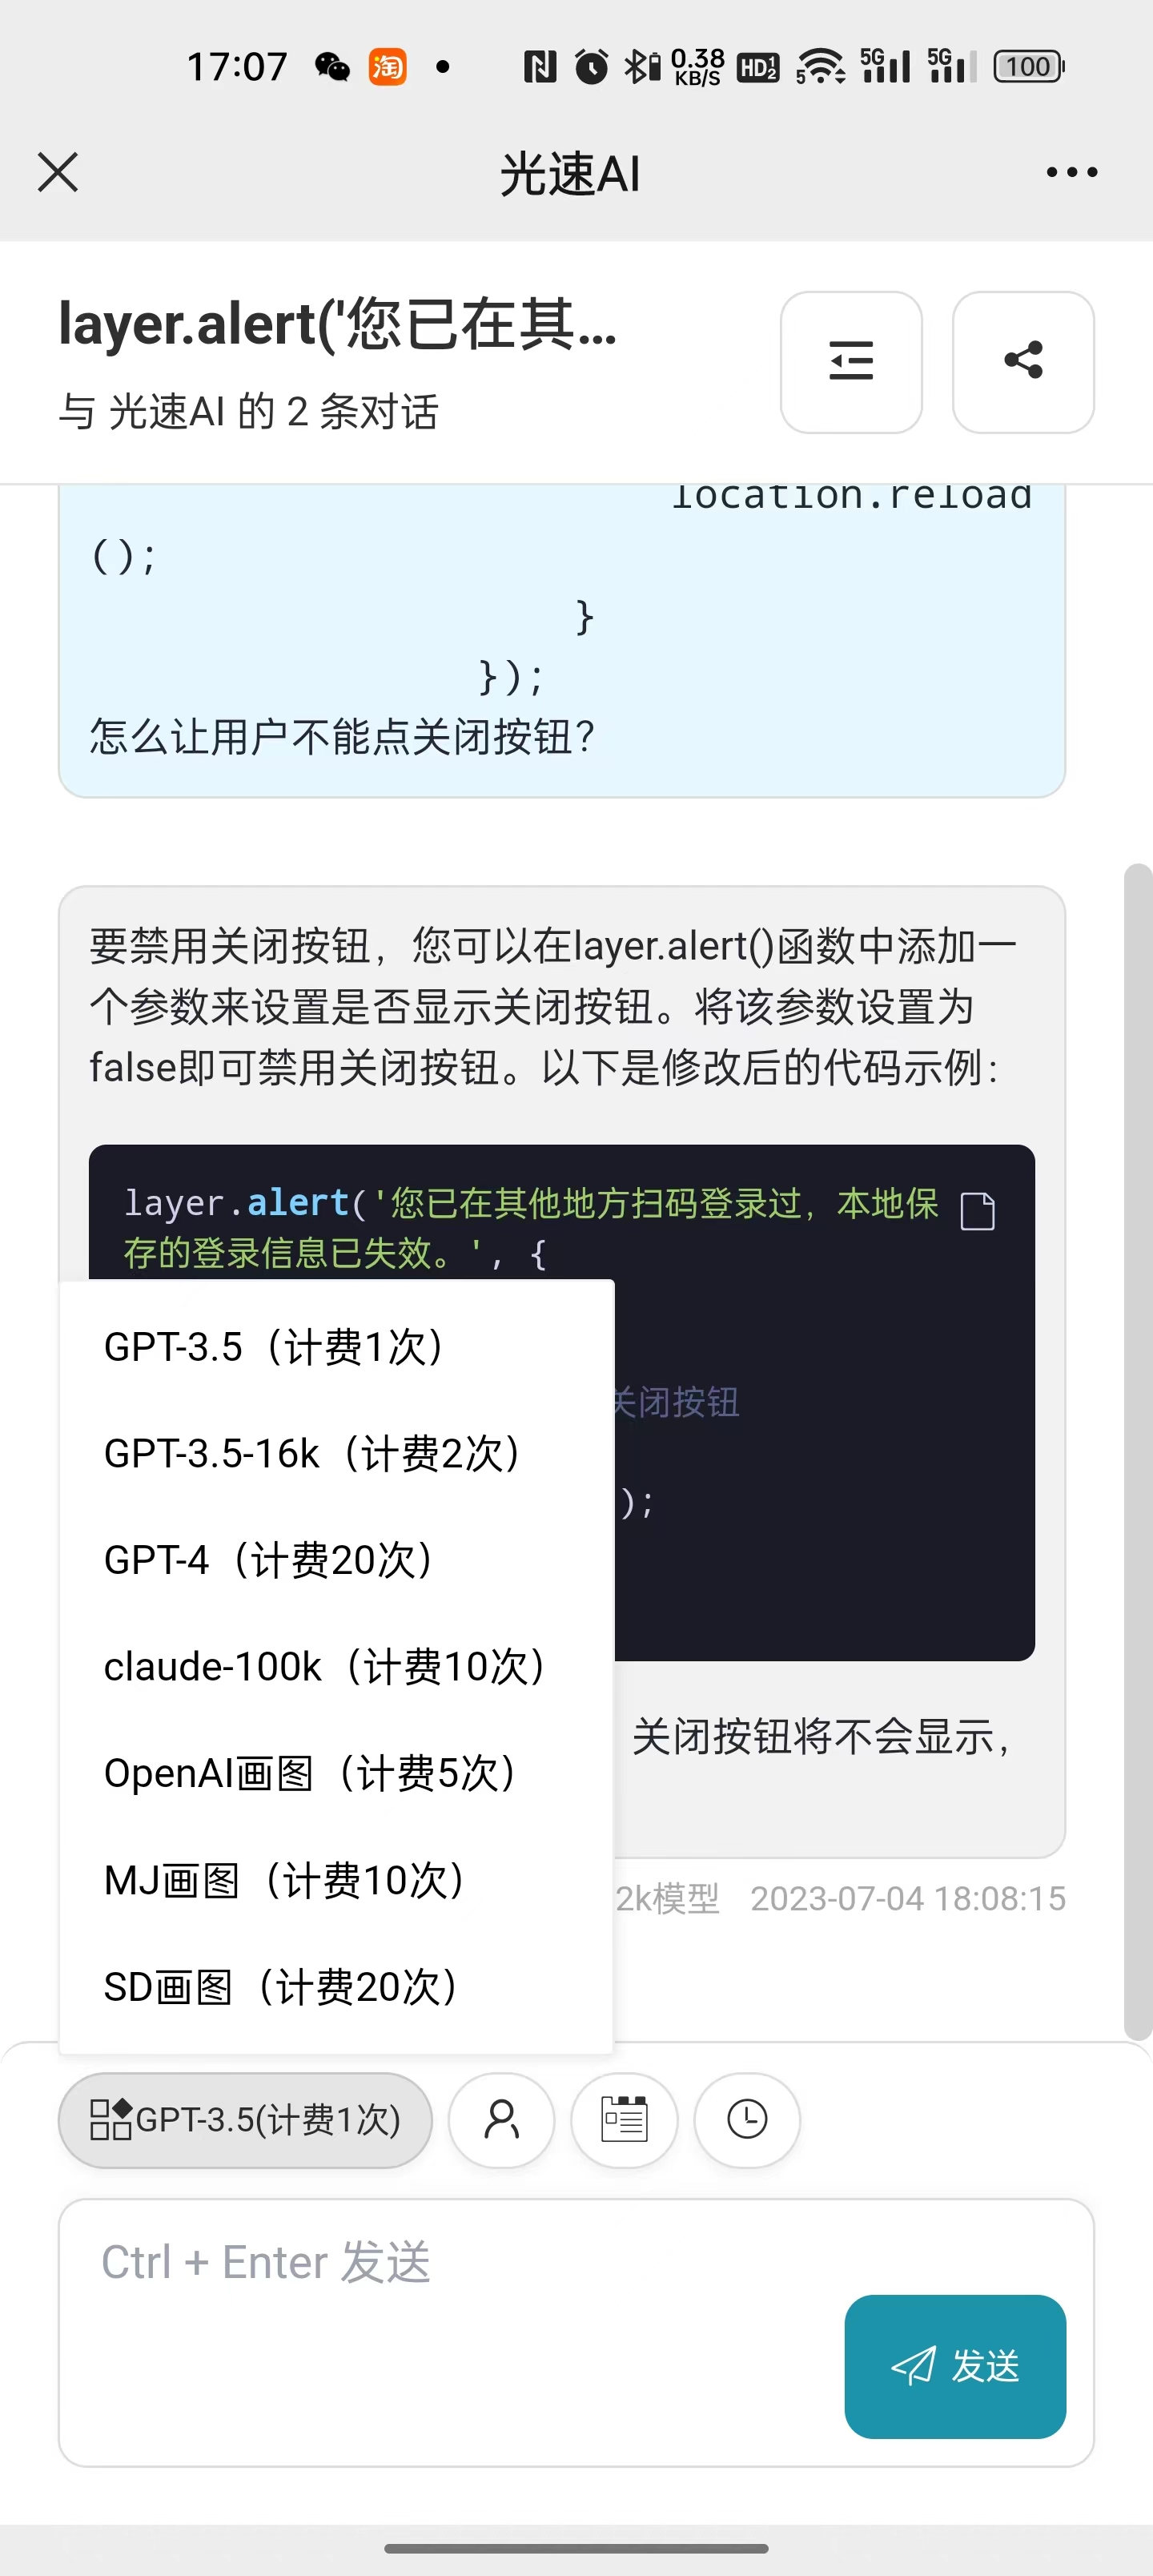 17:07
淘
0.38
KB/S
HD 1 2
5
5G
5G
100
光速AI
layer.alert('您已在其...
与 光速AI 的 2 条对话
location.reload
();
}
});
怎么让用户不能点关闭按钮？
要禁用关闭按钮，您可以在layer.alert()函数中添加一
个参数来设置是否显示关闭按钮。将该参数设置为
false即可禁用关闭按钮。以下是修改后的代码示例：
layer.alert('您已在其他地方扫码登录过，本地保
存的登录信息已失效。', {
关闭按钮
);
关闭按钮将不会显示，
2k模型 2023-07-04 18:08:15
GPT-3.5（计费1次）
GPT-3.5-16k（计费2次）
GPT-4（计费20次）
claude-100k（计费10次）
OpenAI画图（计费5次）
MJ画图（计费10次）
SD画图（计费20次）
GPT-3.5(计费1次)
Ctrl + Enter 发送
发送